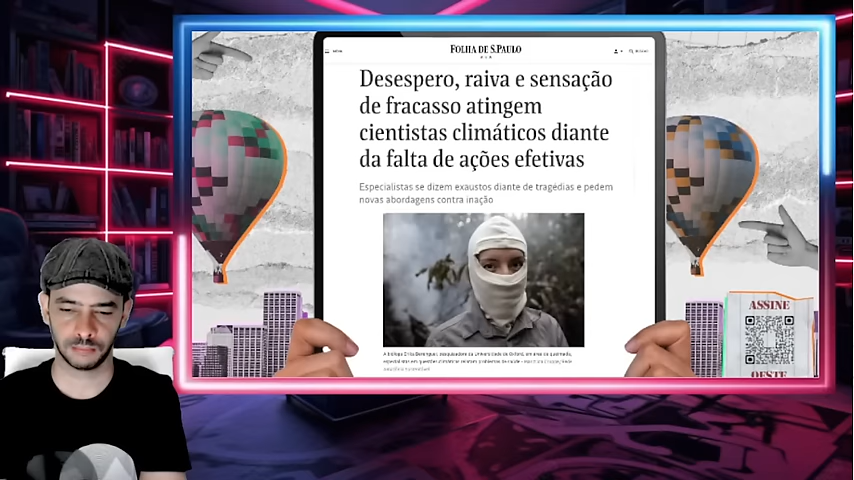 FOLHA DE S.PAULO
Desespero, raiva e sensação
de fracasso atingem
cientistas climáticos diante
da falta de ações efetivas
Especialistas se dizem exaustos diante de tragédias e pedem
novas abordagens contra inação
ASSINE
OESTE